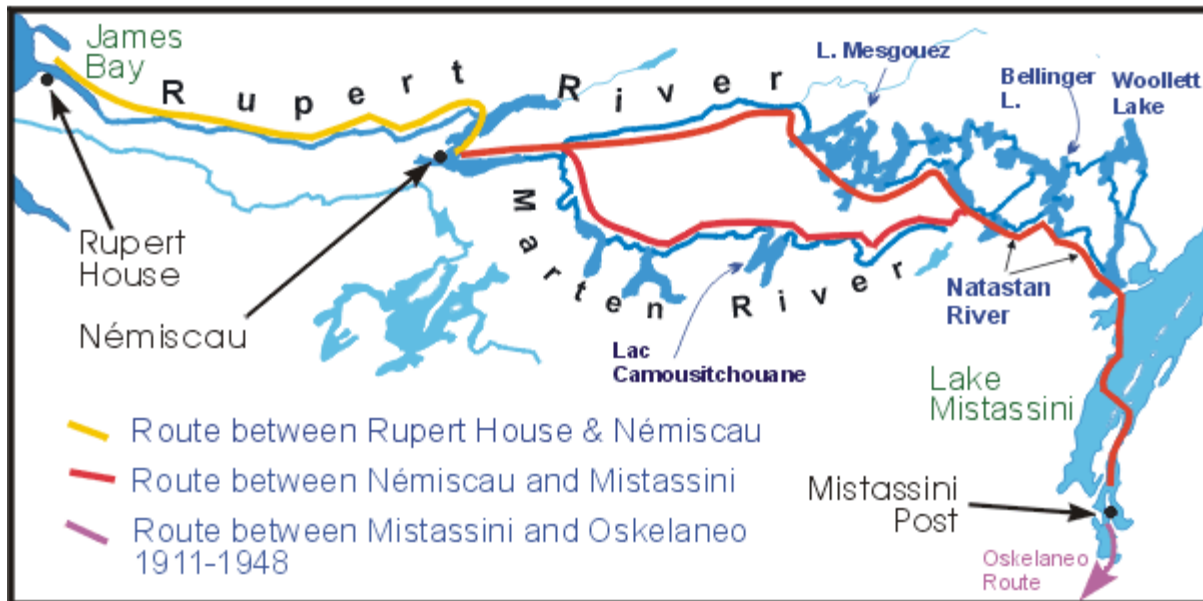 James
Bay
Rupert River
L. Mesgouez
Bellinger
L.
Woollett
Lake
Rupert
House
Némiscau
Marten River
Lac
Camousitchouane
Natastan
River
Lake
Mistassini
Route between Rupert House & Némiscau
Route between Némiscau and Mistassini
Route between Mistassini and Oskelaneo
1911-1948
Mistassini
Post
Oskelaneo
Route